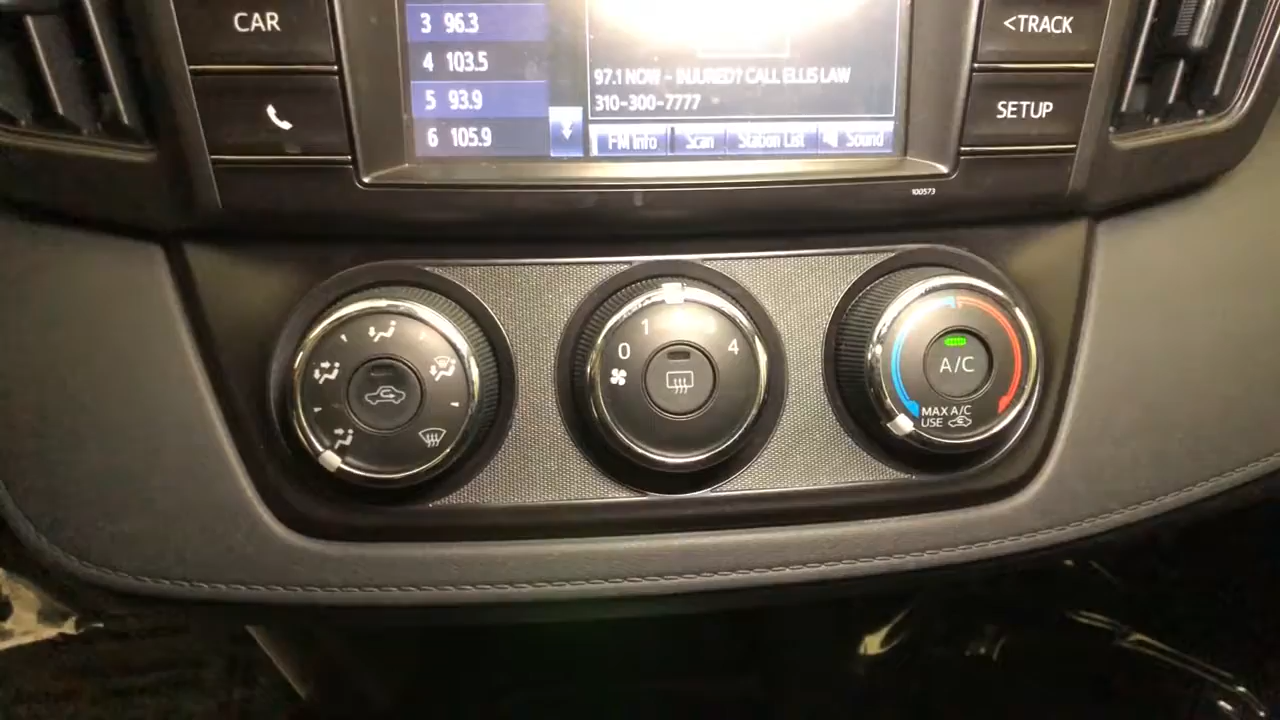 CAR
<TRACK
SETUP
3 96.3
4 103.5
5 93.9
6 105.9
97.1 NOW - INJURED? CALL ELLIS LAW
310-300-7777
FM Info
Scan
Station List
Sound
100573
0
1
4
A/C
MAX A/C
USE